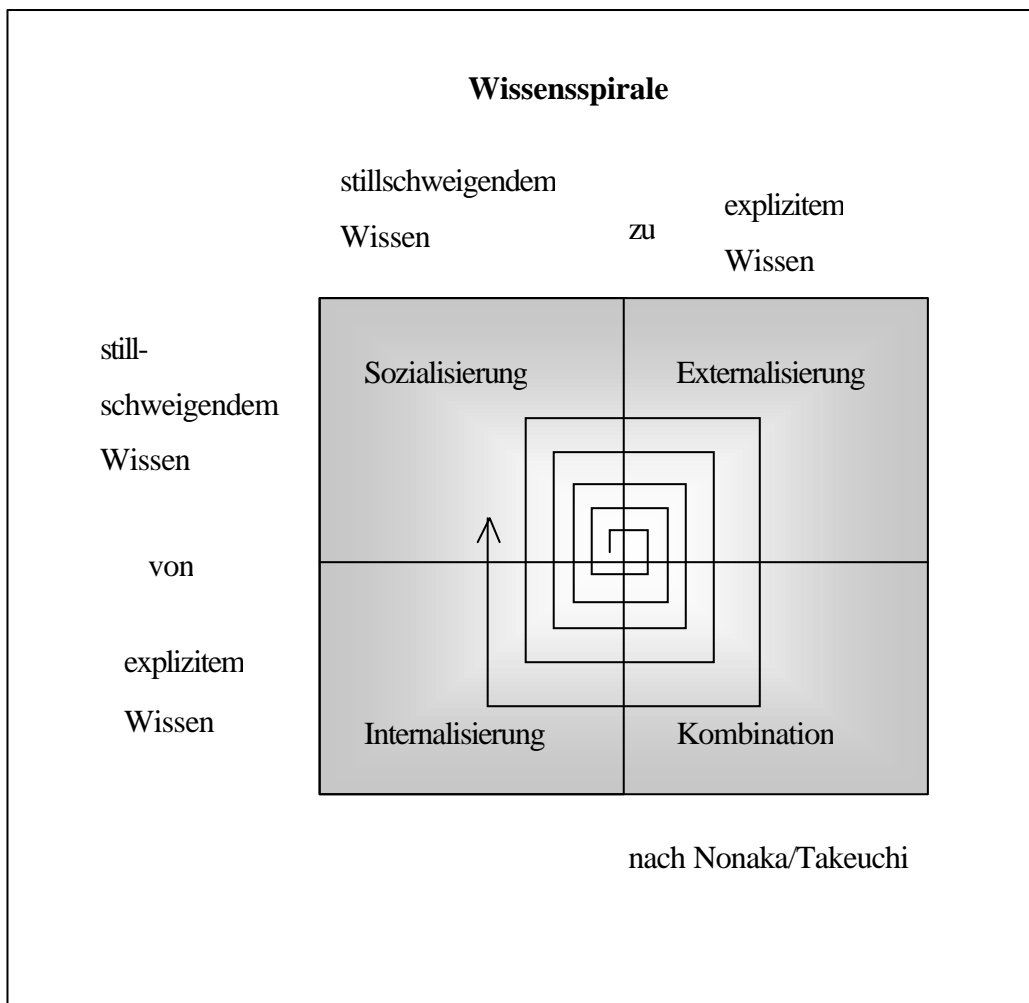 Wissensspirale
stillschweigendem
Wissen
zu
explizitem
Wissen
still-
schweigendem
Wissen
von
explizitem
Wissen
Sozialisierung
Externalisierung
Internalisierung
Kombination
nach Nonaka/Takeuchi